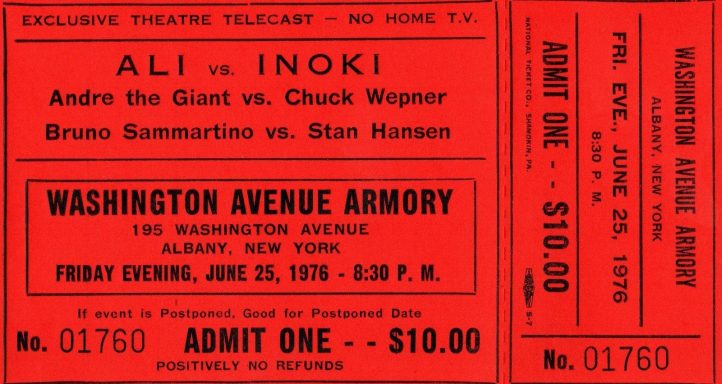 EXCLUSIVE THEATRE TELECAST — NO HOME T.V.
ALI vs. INOKI
Andre the Giant vs. Chuck Wepner
Bruno Sammartino vs. Stan Hansen
WASHINGTON AVENUE ARMORY
195 WASHINGTON AVENUE
ALBANY, NEW YORK
FRIDAY EVENING, JUNE 25, 1976 - 8:30 P. M.
If event is Postponed, Good for Postponed Date
No. 01760 ADMIT ONE - - $10.00
POSITIVELY NO REFUNDS
WASHINGTON AVENUE ARMORY
ALBANY, NEW YORK
FRI. EVE., JUNE 25, 1976
8:30 P. M.
ADMIT ONE - - $10.00
NATIONAL TICKET CO., SHAMOKIN, PA.
S-7
No. 01760